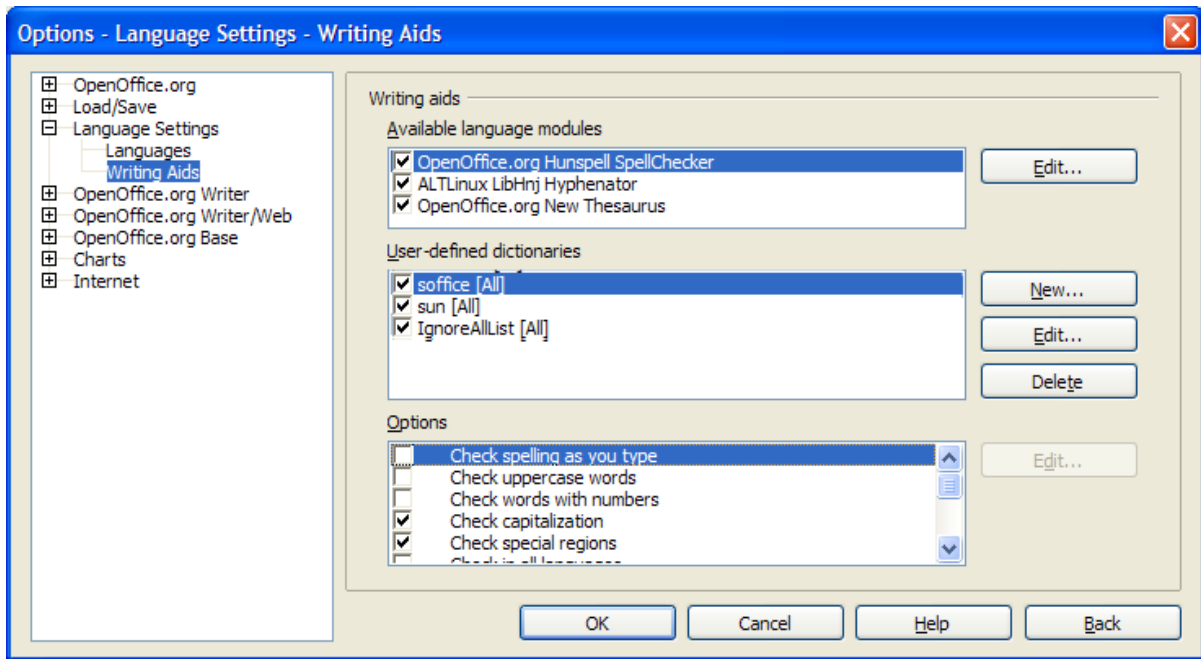 Options - Language Settings - Writing Aids
OpenOffice.org
Load/Save
Language Settings
Languages
Writing Aids
OpenOffice.org Writer
OpenOffice.org Writer/Web
OpenOffice.org Base
Charts
Internet
Writing aids
Available language modules
OpenOffice.org Hunspell SpellChecker
ALTLinux LibHnj Hyphenator
OpenOffice.org New Thesaurus
Edit...
User-defined dictionaries
soffice [All]
sun [All]
IgnoreAllList [All]
New...
Edit...
Delete
Options
Check spelling as you type
Check uppercase words
Check words with numbers
Check capitalization
Check special regions
Check in all languages
Edit...
OK
Cancel
Help
Back